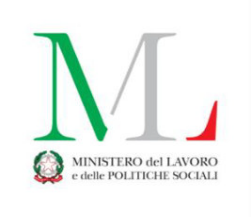 ML
MINISTERO del LAVORO
e delle POLITICHE SOCIALI